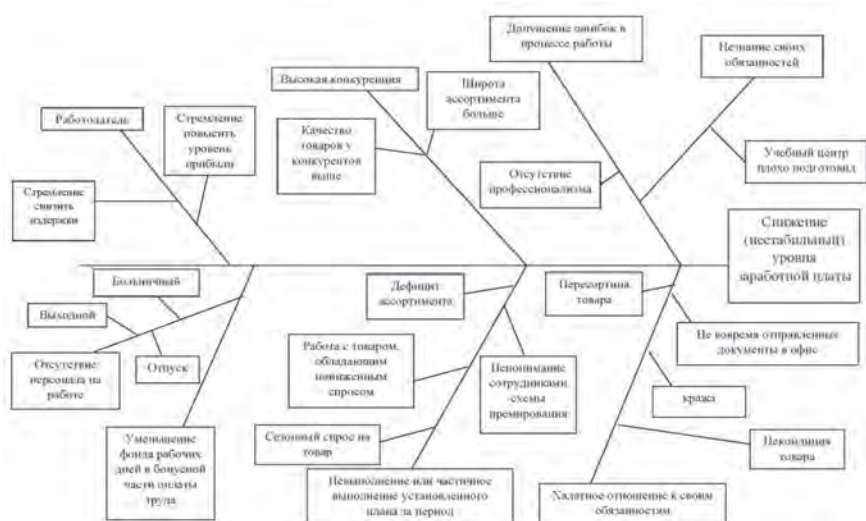 Допущение ошибок в
процессе работы
Незнание своих
обязанностей
Высокая конкуренция
Широта
ассортимента
больше
Работодатель
Стремление
повысить
уровень
прибыли
Качество
товаров у
конкурентов
выше
Учебный центр
плохо подготовил
Отсутствие
профессионализма
Стремление
снизить
издержки
Снижение
(нестабильный)
уровня
заработной платы
Больничный
Дефицит
ассортимента
Пересортица
товара
Выходной
Не вовремя отправленных
документы в офис
Отсутствие
персонала на
работе
Отпуск
Работа с товаром,
обладающим
пониженным
спросом
Непонимание
сотрудниками
схемы
премирования
кража
Уменьшение
фонда рабочих
дней в бонусной
части оплаты
труда
Сезонный спрос на
товар
Некондиция
товара
Невыполнение или частичное
выполнение установленного
плана за период
Халатное отношение к своим
обязанностям